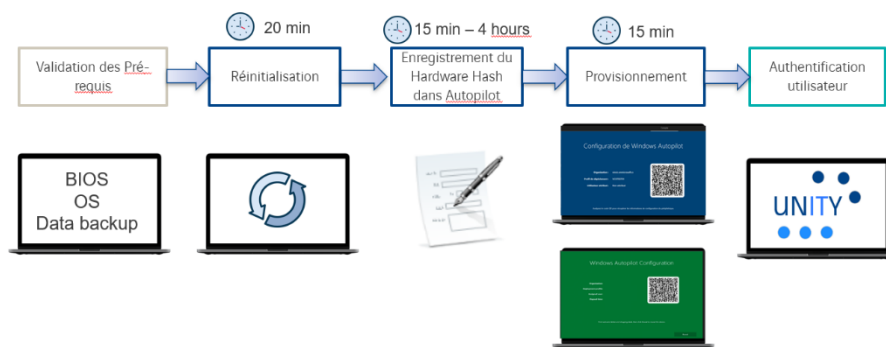 20 min
15 min – 4 hours
15 min
Validation des Pré-
requis
Réinitialisation
Enregistrement du
Hardware Hash
dans Autopilot
Provisionnement
Authentification
utilisateur
BIOS
OS
Data backup
Configuration de Windows Autopilot
Windows Autopilot Configuration
UNITY